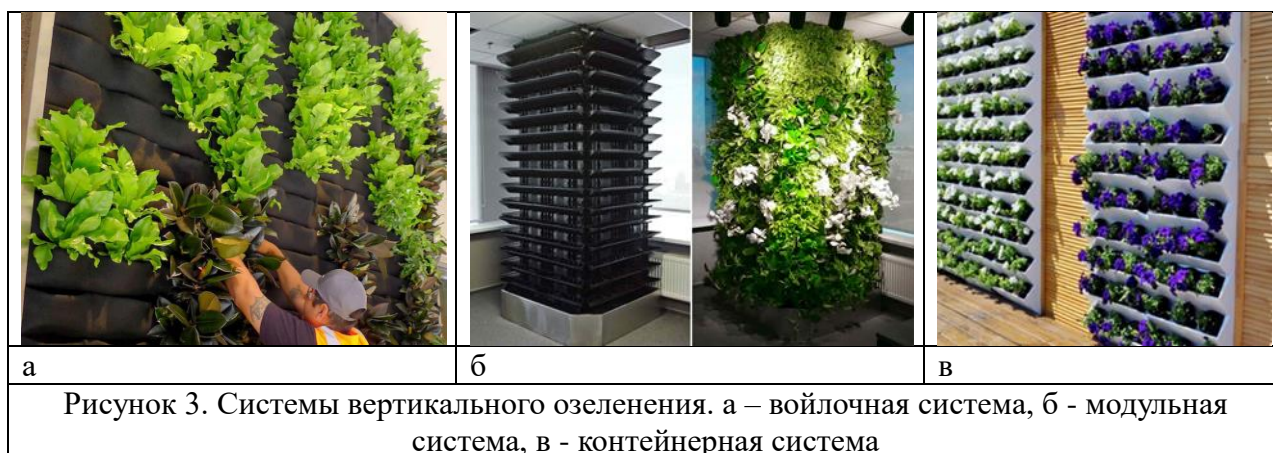 а
б
в
Рисунок 3. Системы вертикального озеленения. а – войлочная система, б - модульная
система, в - контейнерная система